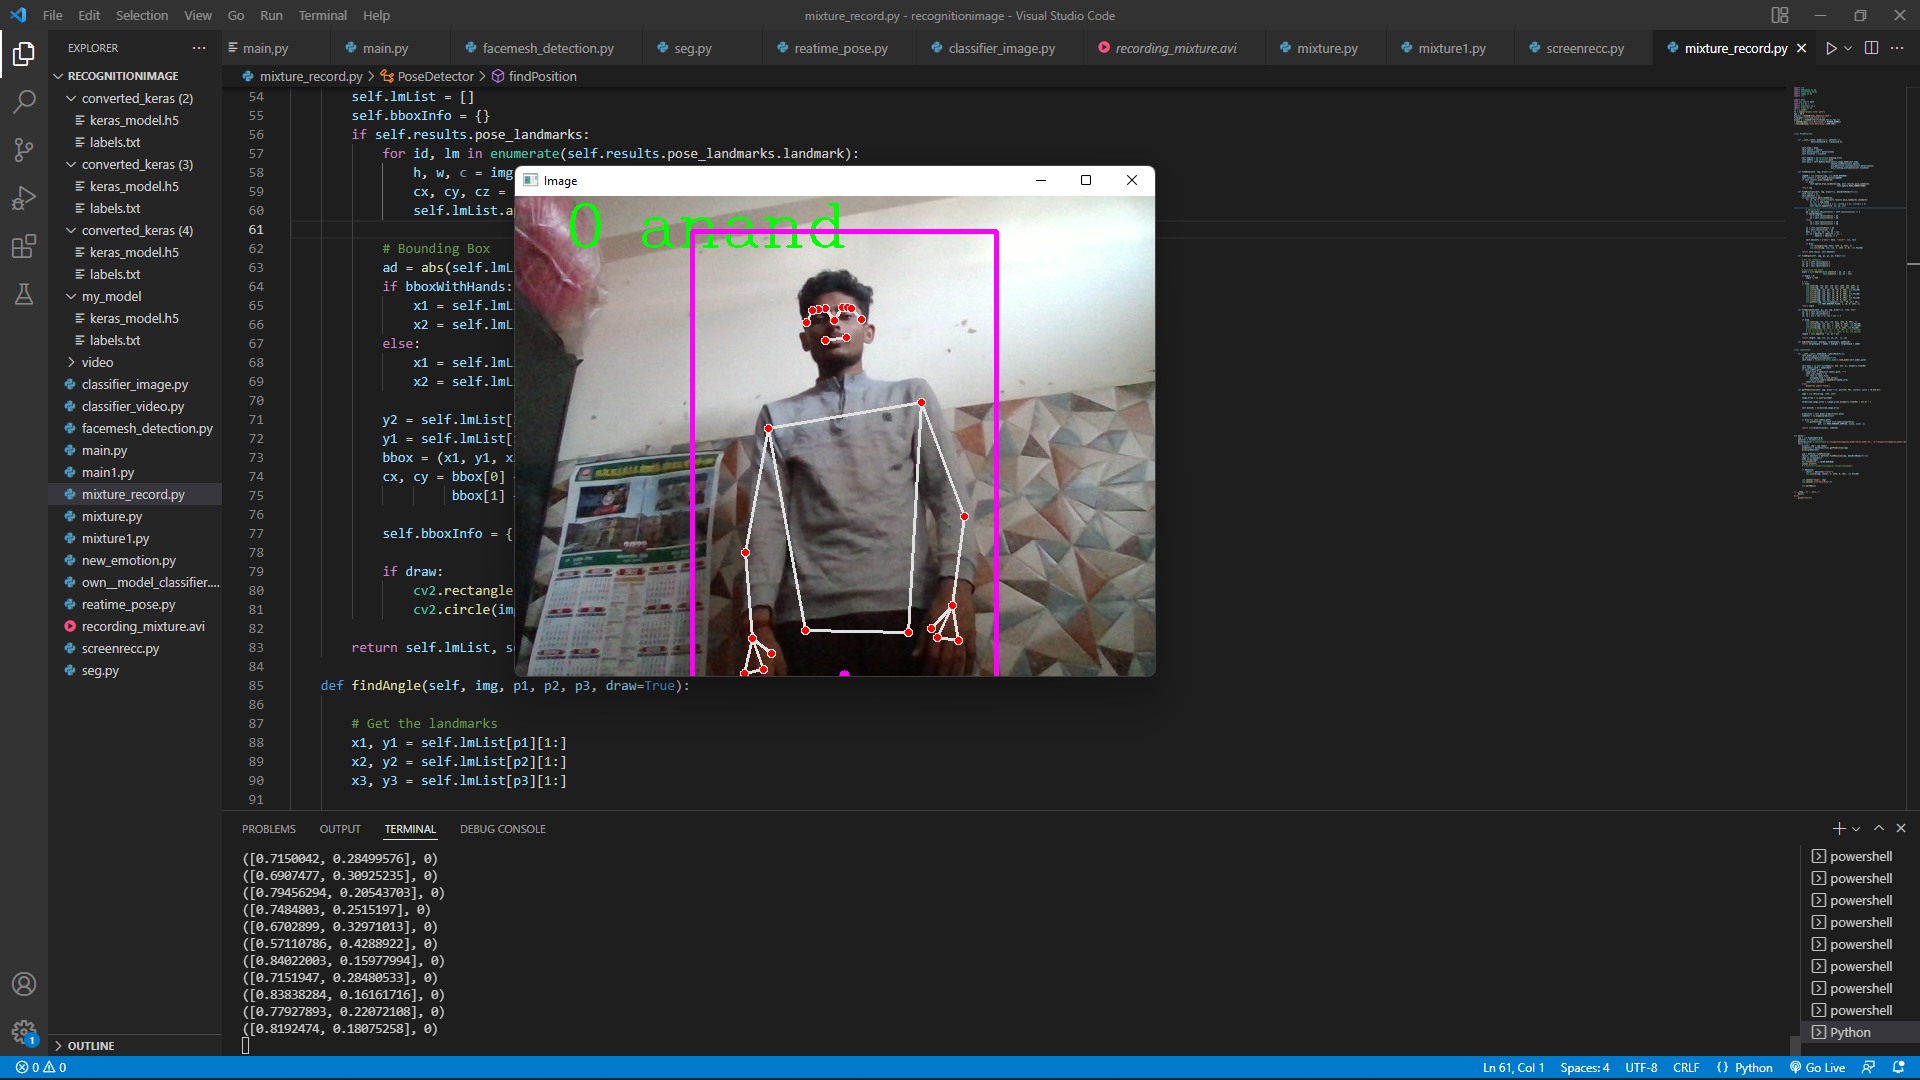 File Edit Selection View Go Run Terminal Help
mixture_record.py - recognitionimage - Visual Studio Code
EXPLORER
RECOGNITIONIMAGE
converted_keras (2)
keras_model.h5
labels.txt
converted_keras (3)
keras_model.h5
labels.txt
converted_keras (4)
keras_model.h5
labels.txt
my_model
keras_model.h5
labels.txt
video
classifier_image.py
classifier_video.py
facemesh_detection.py
main.py
main1.py
mixture_record.py
mixture.py
mixture1.py
new_emotion.py
own__model_classifier....
reatime_pose.py
recording_mixture.avi
screenrecc.py
seg.py
OUTLINE
main,py main.py facemesh_detection.py seg.py reatime_pose.py classifier_image.py recording_mixture.avi mixture.py mixture1.py screenrecc.py mixture_record.py
mixture_record.py > PoseDetector > findPosition
54 self.lmList = []
55 self.bboxInfo = {}
56 if self.results.pose_landmarks:
57 for id, lm in enumerate(self.results.pose_landmarks.landmark):
58 h, w, c = img
59 cx, cy, cz =
60 self.lmList.a
61
62 # Bounding Box
63 ad = abs(self.lmL
64 if bboxWithHands:
65 x1 = self.lmL
66 x2 = self.lmL
67 else:
68 x1 = self.lmL
69 x2 = self.lmL
70
71 y2 = self.lmList[
72 y1 = self.lmList[
73 bbox = (x1, y1, x
74 cx, cy = bbox[0]
75 bbox[1]
76
77 self.bboxInfo = {
78
79 if draw:
80 cv2.rectangle
81 cv2.circle(im
82
83 return self.lmList, s
84
85 def findAngle(self, img, p1, p2, p3, draw=True):
86
87 # Get the landmarks
88 x1, y1 = self.lmList[p1][1:]
89 x2, y2 = self.lmList[p2][1:]
90 x3, y3 = self.lmList[p3][1:]
91
Image
0 anand
PROBLEMS OUTPUT TERMINAL DEBUG CONSOLE
([0.7150042, 0.28499576], 0)
([0.6907477, 0.30925235], 0)
([0.79456294, 0.20543703], 0)
([0.7484803, 0.2515197], 0)
([0.6702899, 0.32971013], 0)
([0.57110786, 0.4288922], 0)
([0.84022003, 0.15977994], 0)
([0.7151947, 0.28480533], 0)
([0.83838284, 0.16161716], 0)
([0.77927893, 0.22072108], 0)
([0.8192474, 0.18075258], 0)
powershell
powershell
powershell
powershell
powershell
powershell
powershell
powershell
Python
1
0 0
Ln 61, Col 1 Spaces: 4 UTF-8 CRLF Python Go Live